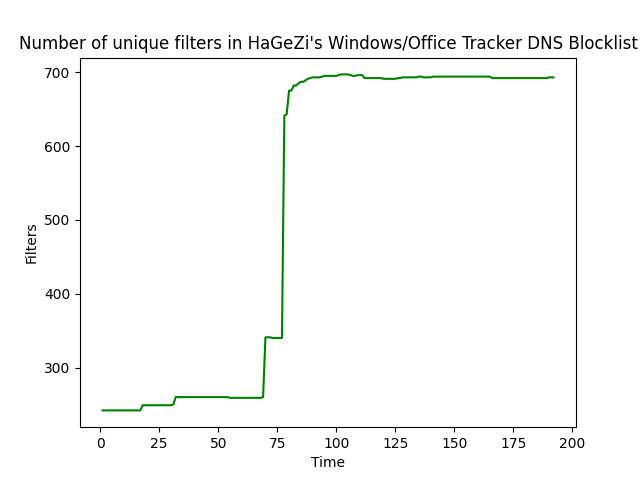 Number of unique filters in HaGeZi's Windows/Office Tracker DNS Blocklist
700
600
500
400
300
Filters
0 25 50 75 100 125 150 175 200
Time